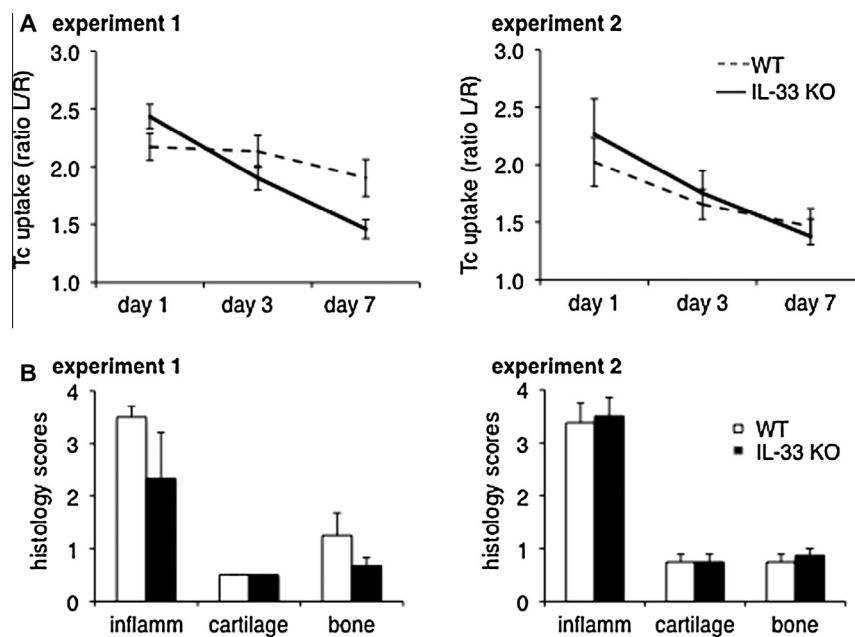 A experiment 1
experiment 2
Tc uptake (ratio L/R)
3.0
2.5
2.0
1.5
1.0
day 1 day 3 day 7
Tc uptake (ratio L/R)
3.0
2.5
2.0
1.5
1.0
day 1 day 3 day 7
WT
IL-33 KO
B experiment 1
experiment 2
histology scores
4
3
2
1
0
inflamm cartilage bone
histology scores
4
3
2
1
0
inflamm cartilage bone
WT
IL-33 KO